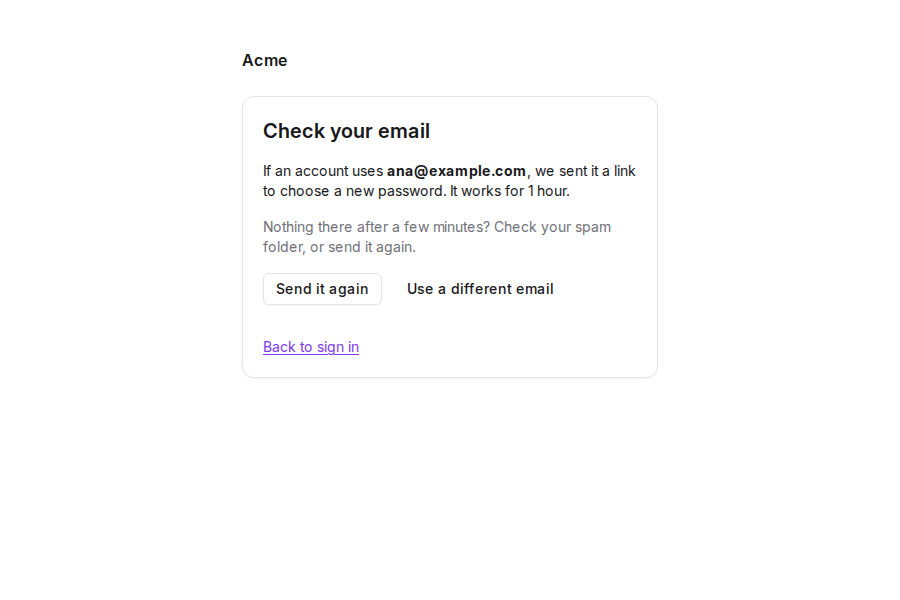 Acme
Check your email
If an account uses ana@example.com, we sent it a link
to choose a new password. It works for 1 hour.
Nothing there after a few minutes? Check your spam
folder, or send it again.
Send it again
Use a different email
Back to sign in